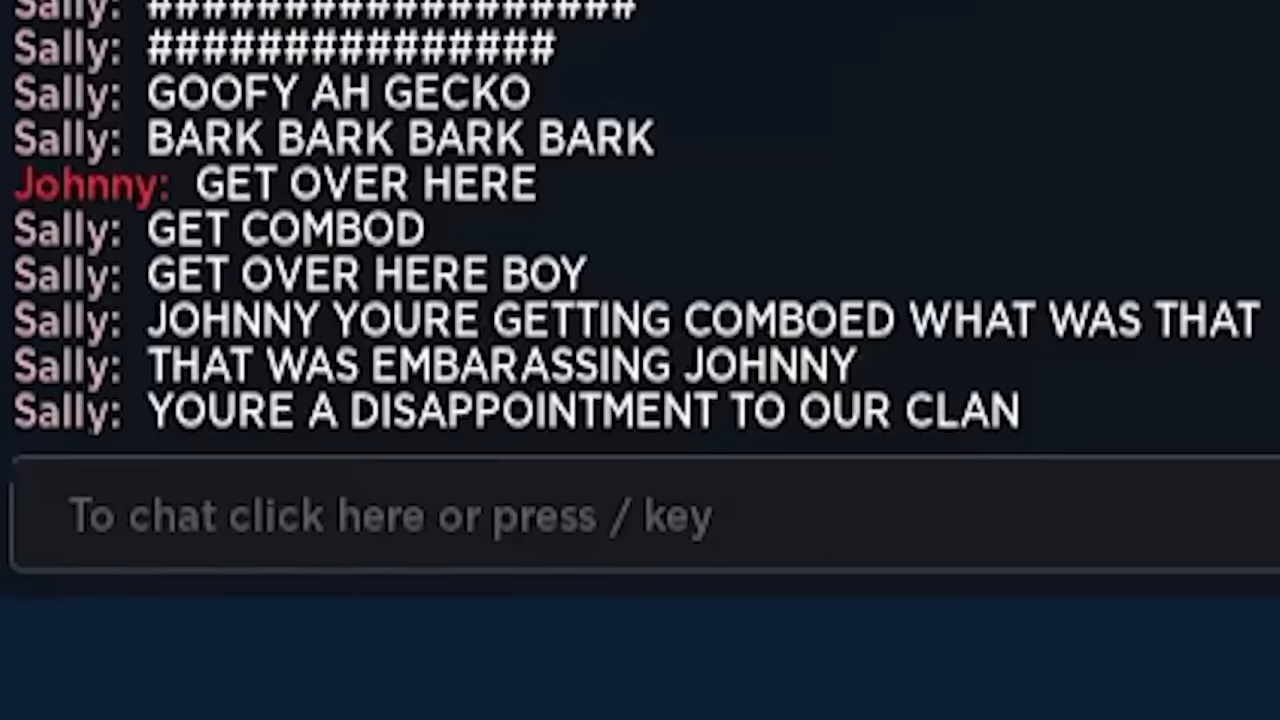 Sally: ##################
Sally: ###############
Sally: GOOFY AH GECKO
Sally: BARK BARK BARK BARK
Johnny: GET OVER HERE
Sally: GET COMBOD
Sally: GET OVER HERE BOY
Sally: JOHNNY YOURE GETTING COMBOED WHAT WAS THAT
Sally: THAT WAS EMBARASSING JOHNNY
Sally: YOURE A DISAPPOINTMENT TO OUR CLAN
To chat click here or press / key